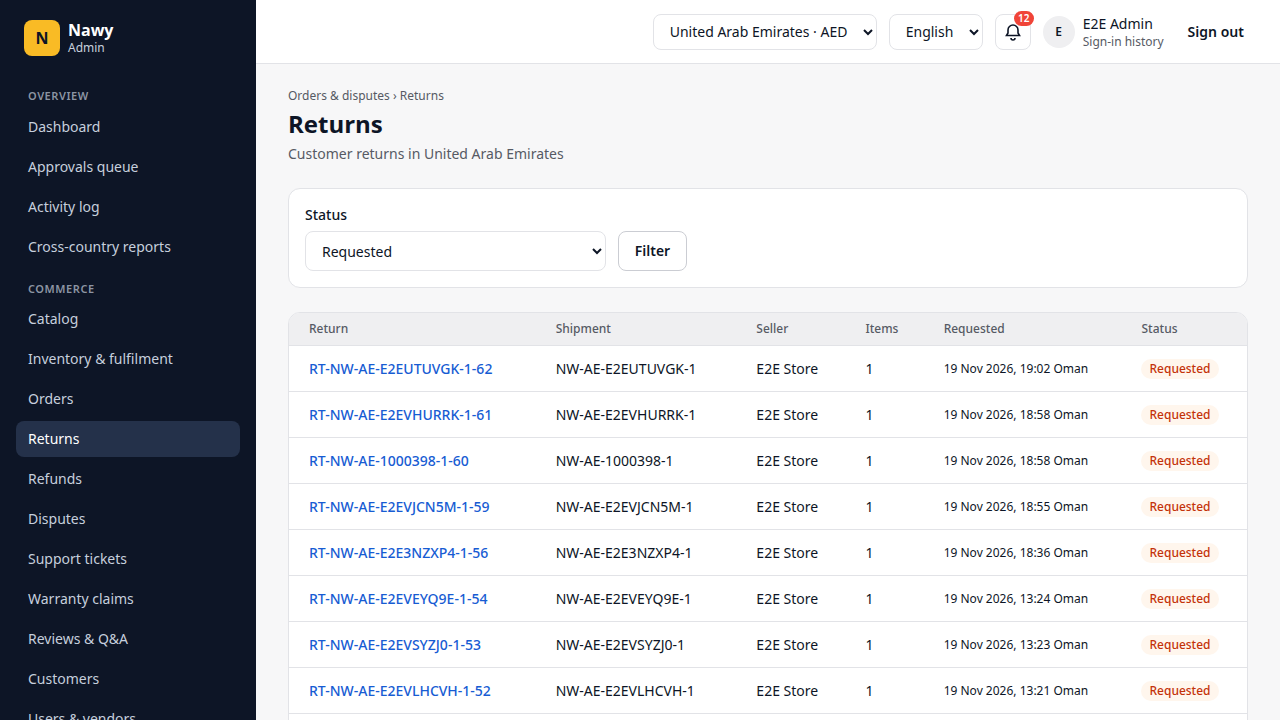 N
Nawy
Admin
United Arab Emirates · AED
English
12
E
E2E Admin
Sign-in history
Sign out
OVERVIEW
Dashboard
Approvals queue
Activity log
Cross-country reports
COMMERCE
Catalog
Inventory & fulfilment
Orders
Returns
Refunds
Disputes
Support tickets
Warranty claims
Reviews & Q&A
Customers
Users & vendors
Orders & disputes › Returns
Returns
Customer returns in United Arab Emirates
Status
Requested
Filter
Return Shipment Seller Items Requested Status
RT-NW-AE-E2EUTUVGK-1-62 NW-AE-E2EUTUVGK-1 E2E Store 1 19 Nov 2026, 19:02 Oman Requested
RT-NW-AE-E2EVHURRK-1-61 NW-AE-E2EVHURRK-1 E2E Store 1 19 Nov 2026, 18:58 Oman Requested
RT-NW-AE-1000398-1-60 NW-AE-1000398-1 E2E Store 1 19 Nov 2026, 18:58 Oman Requested
RT-NW-AE-E2EVJCN5M-1-59 NW-AE-E2EVJCN5M-1 E2E Store 1 19 Nov 2026, 18:55 Oman Requested
RT-NW-AE-E2E3NZXP4-1-56 NW-AE-E2E3NZXP4-1 E2E Store 1 19 Nov 2026, 18:36 Oman Requested
RT-NW-AE-E2EVEYQ9E-1-54 NW-AE-E2EVEYQ9E-1 E2E Store 1 19 Nov 2026, 13:24 Oman Requested
RT-NW-AE-E2EVSYZJ0-1-53 NW-AE-E2EVSYZJ0-1 E2E Store 1 19 Nov 2026, 13:23 Oman Requested
RT-NW-AE-E2EVLHCVH-1-52 NW-AE-E2EVLHCVH-1 E2E Store 1 19 Nov 2026, 13:21 Oman Requested